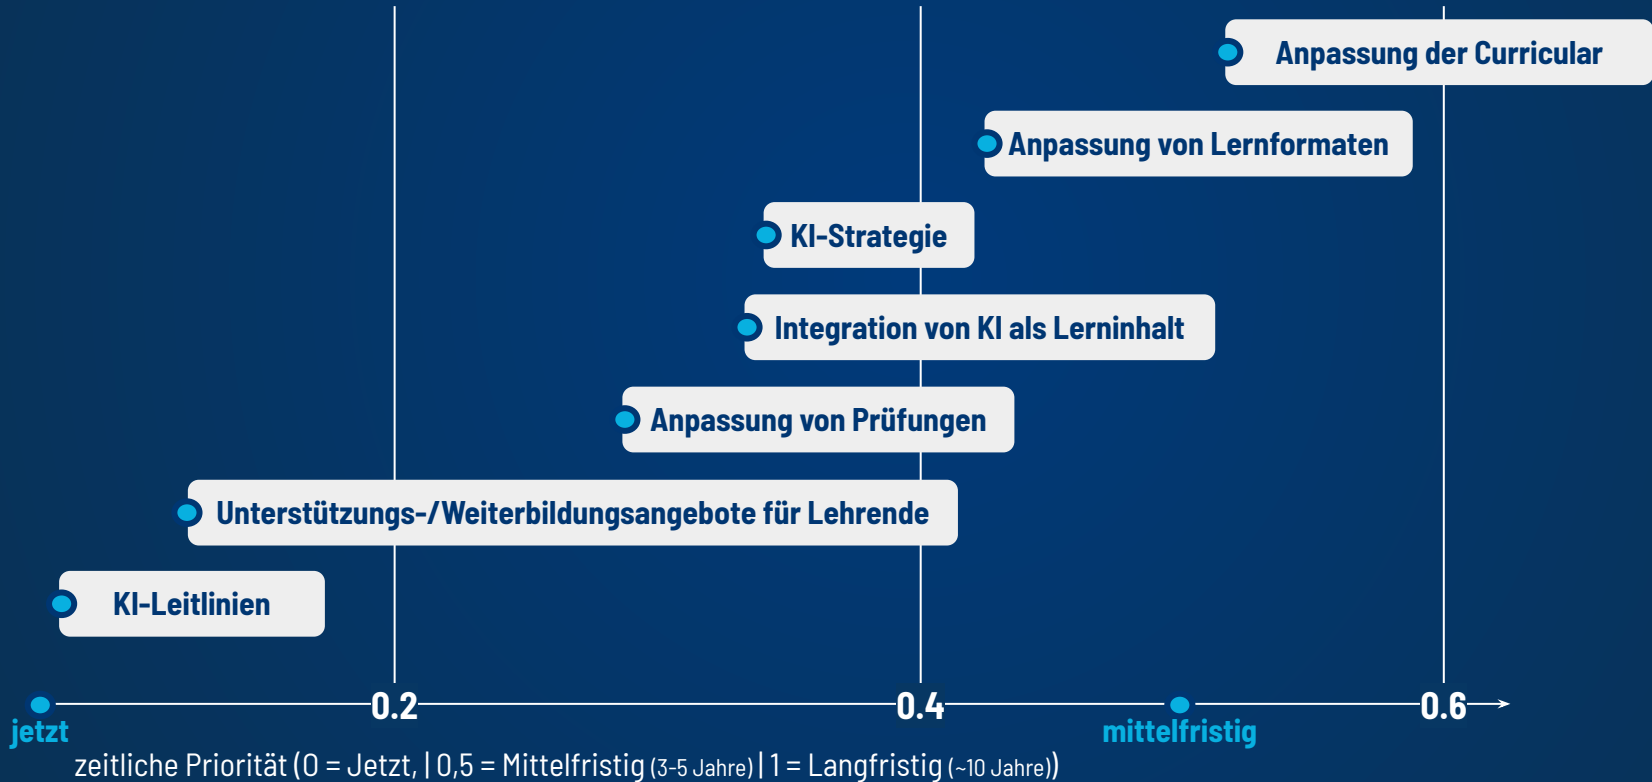 Anpassung der Curricular
Anpassung von Lernformaten
KI-Strategie
Integration von KI als Lerninhalt
Anpassung von Prüfungen
Unterstützungs-/Weiterbildungsangebote für Lehrende
KI-Leitlinien
0.2 0.4 0.6
jetzt mittelfristig
zeitliche Priorität (0 = Jetzt, | 0,5 = Mittelfristig (3-5 Jahre) | 1 = Langfristig (~10 Jahre))